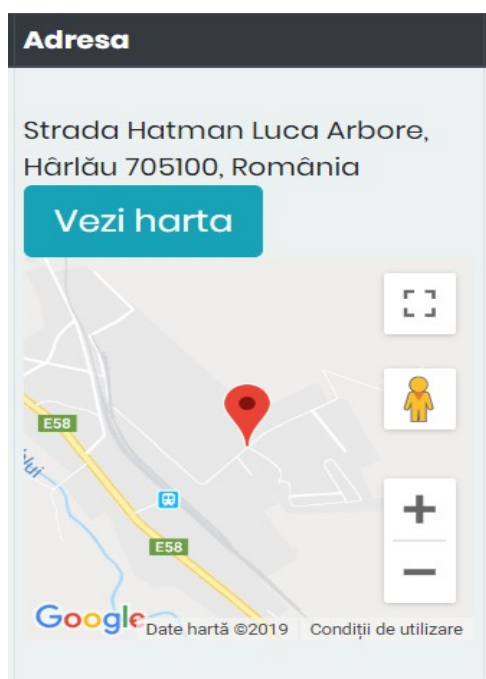 Adresa
Strada Hatman Luca Arbore,
Hârlău 705100, România
Vezi harta
E58
ului
E58
Google
Date hartă ©2019 Condiții de utilizare